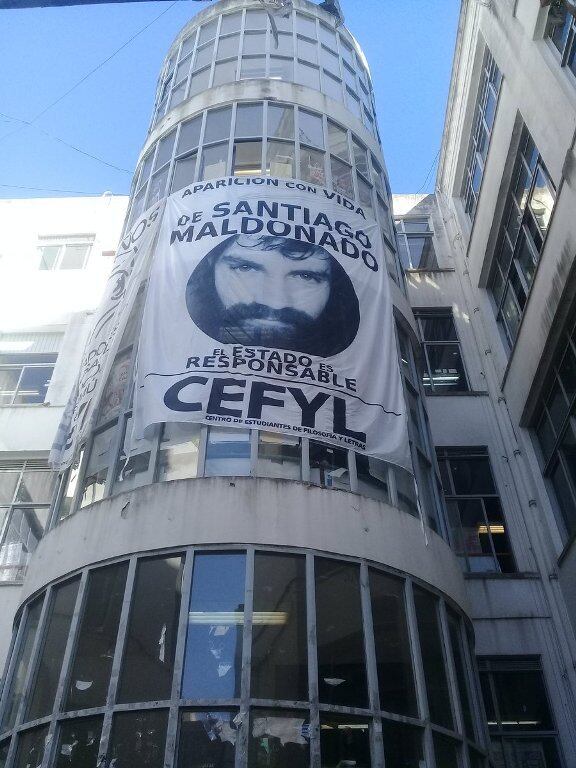 APARICION CON VIDA
DE SANTIAGO
MALDONADO
EL ESTADO ES
RESPONSABLE
CEFYL
CENTRO DE ESTUDIANTES DE FILOSOFIA Y LETRAS